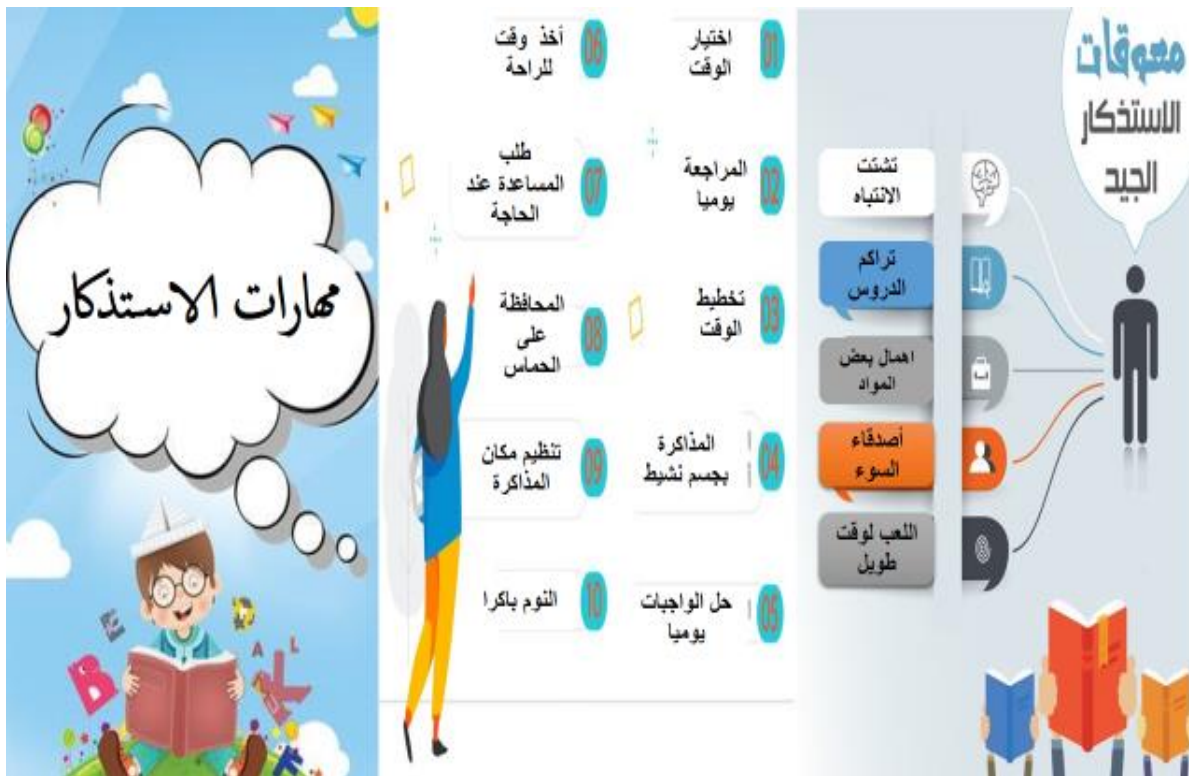 معوقات
الاستذكار
الجيد
تشتت
الانتباه
تراكم
الدروس
اهمال بعض
المواد
أصدقاء
السوء
اللعب لوقت
طويل
01
اختيار
الوقت
02
المراجعة
يوميا
03
تخطيط
الوقت
04
المذاكرة
بجسم نشيط
05
حل الواجبات
يوميا
06
أخذ وقت
للراحة
07
طلب
المساعدة عند
الحاجة
08
المحافظة
على
الحماس
09
تنظيم مكان
المذاكرة
10
النوم باكرا
مهارات الاستذكار
E
B
A
L
K
E